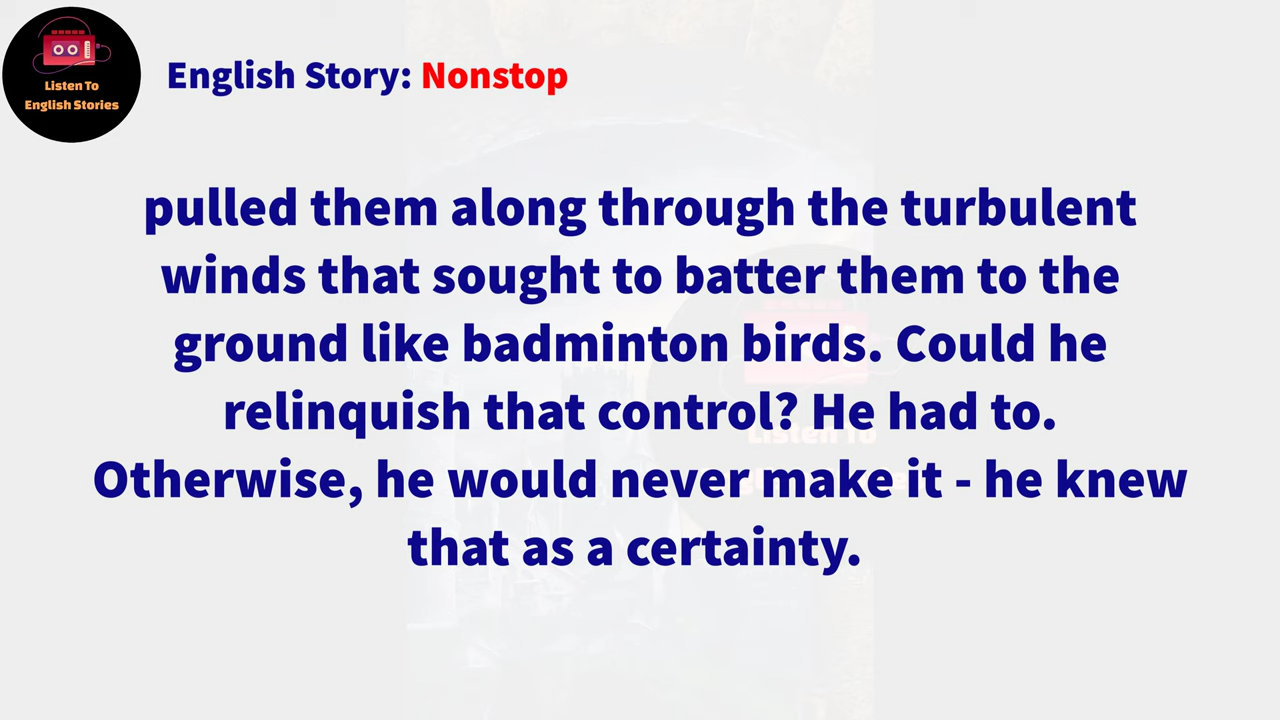 Listen To
English Stories
English Story: Nonstop
pulled them along through the turbulent
winds that sought to batter them to the
ground like badminton birds. Could he
relinquish that control? He had to.
Otherwise, he would never make it - he knew
that as a certainty.
Listen To